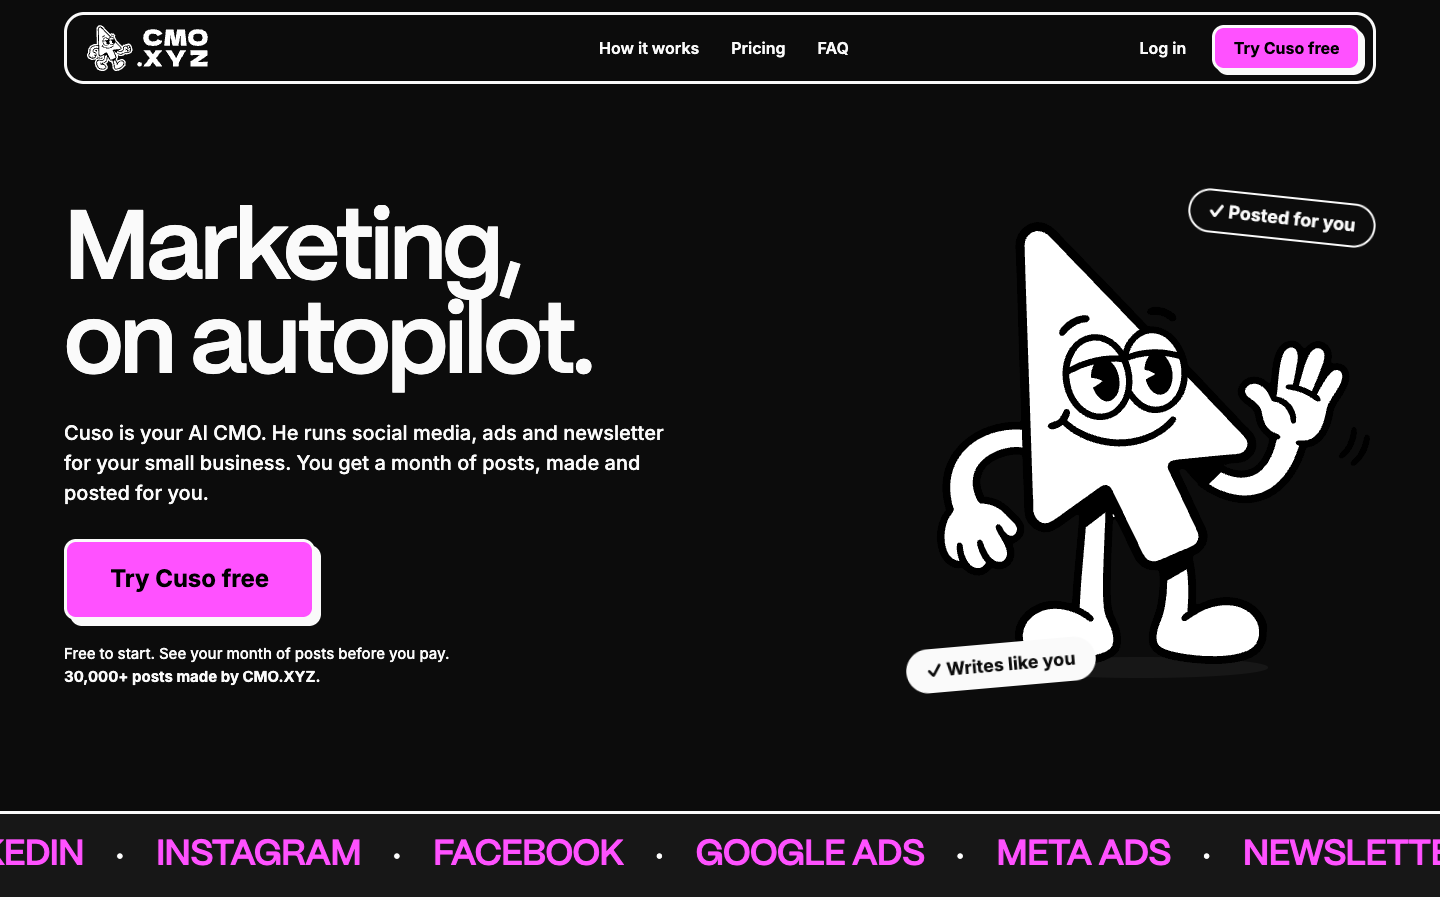 CMO
.XYZ
How it works
Pricing
FAQ
Log in
Try Cuso free
Marketing,
on autopilot.
Cuso is your AI CMO. He runs social media, ads and newsletter
for your small business. You get a month of posts, made and
posted for you.
Try Cuso free
Free to start. See your month of posts before you pay.
30,000+ posts made by CMO.XYZ.
✓ Posted for you
✓ Writes like you
KEDIN • INSTAGRAM • FACEBOOK • GOOGLE ADS • META ADS • NEWSLETTE